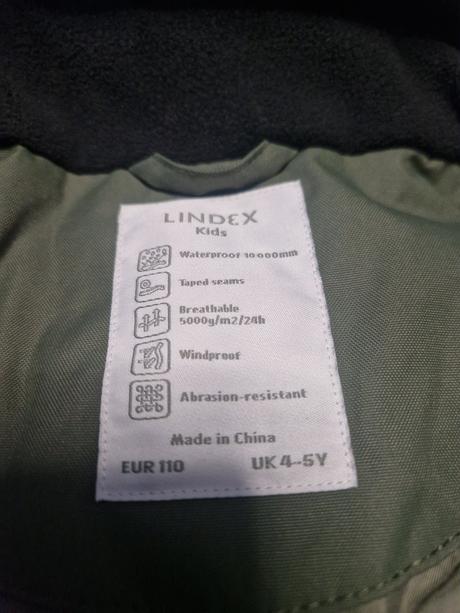 LINDEX
Kids
Waterproof 10 000mm
Taped seams
Breathable
5000g/m2/24h
Windproof
Abrasion-resistant
Made in China
EUR 110 UK 4-5Y